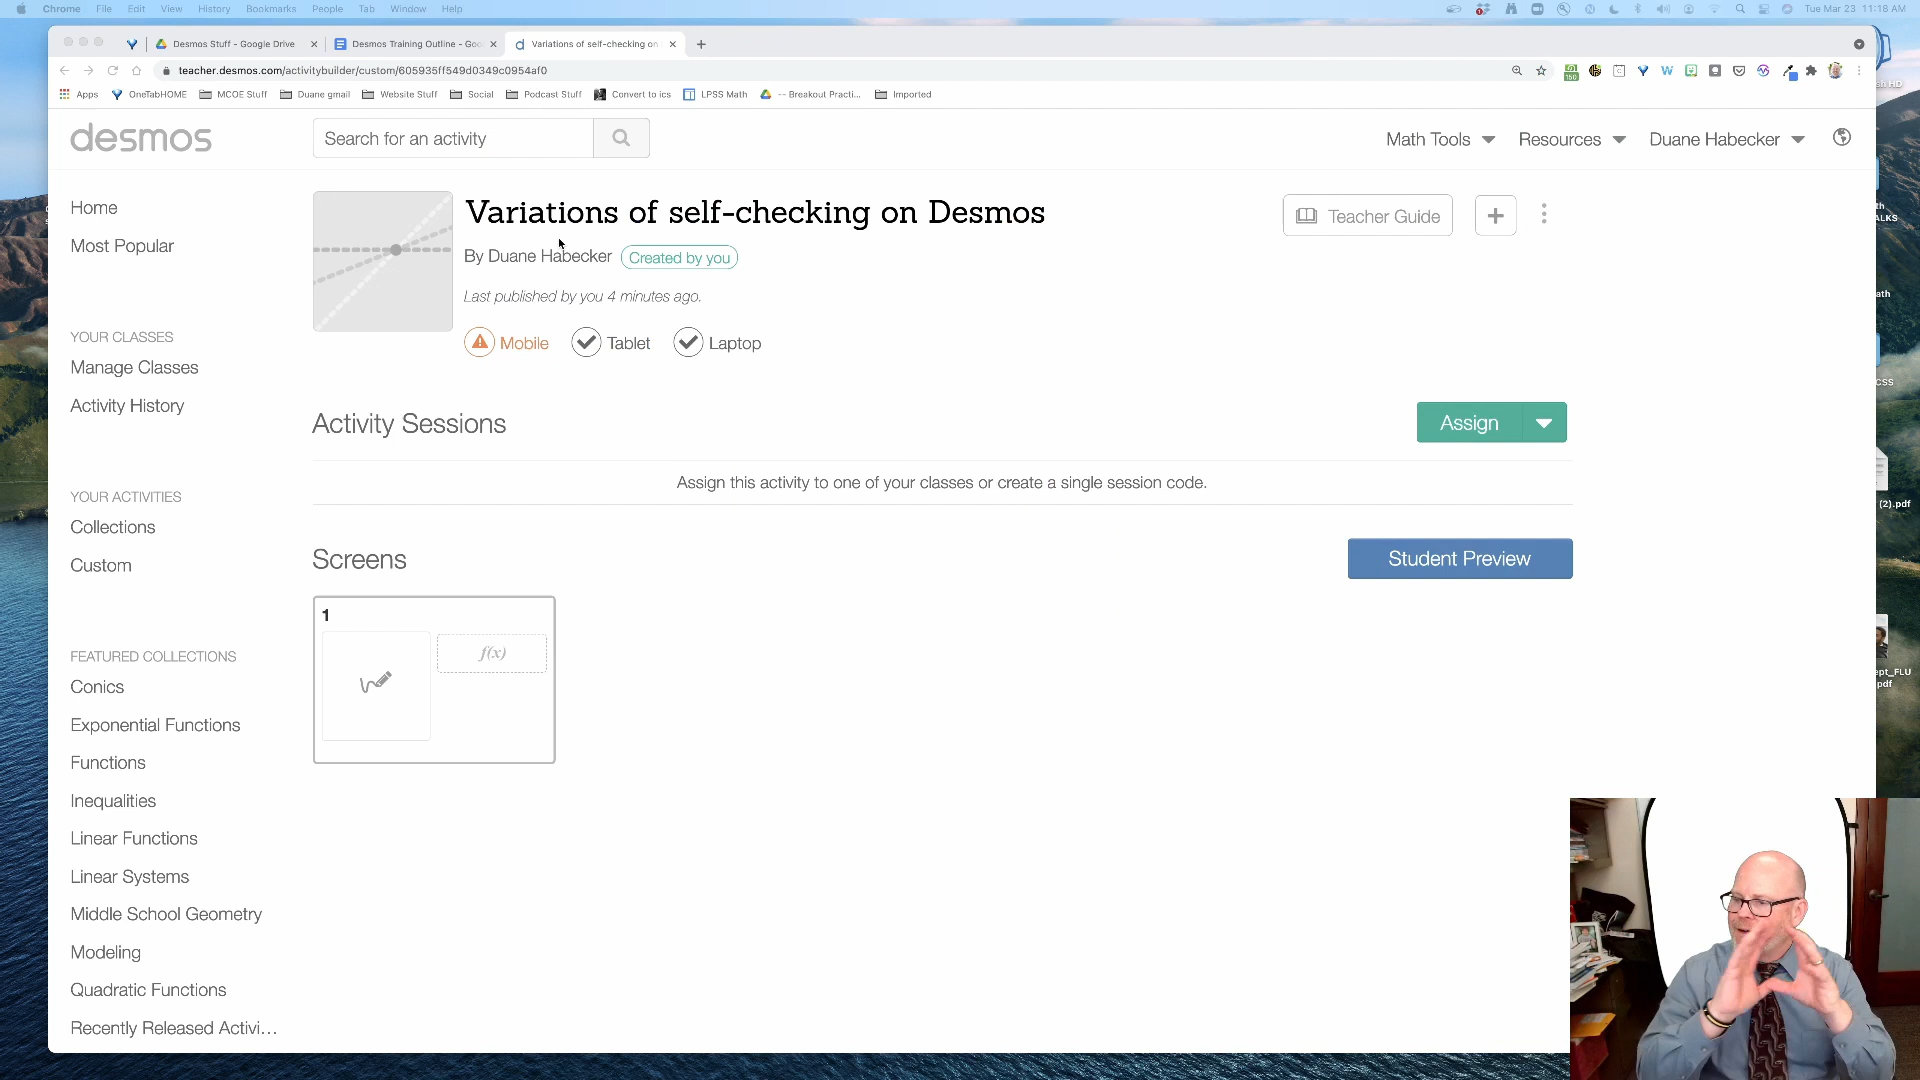 Chrome File Edit View History Bookmarks People Tab Window Help
Tue Mar 23 11:18 AM
Desmos Stuff - Google Drive
Desmos Training Outline - Goo
Variations of self-checking on
teacher.desmos.com/activitybuilder/custom/605935ff549d0349c0954af0
150
Apps OneTabHOME MCOE Stuff Duane gmail Website Stuff Social Podcast Stuff Convert to ics LPSS Math -- Breakout Practi... Imported
desmos
Search for an activity
Math Tools Resources Duane Habecker
Home
Most Popular
YOUR CLASSES
Manage Classes
Activity History
YOUR ACTIVITIES
Collections
Custom
FEATURED COLLECTIONS
Conics
Exponential Functions
Functions
Inequalities
Linear Functions
Linear Systems
Middle School Geometry
Modeling
Quadratic Functions
Recently Released Activi...
Variations of self-checking on Desmos
Teacher Guide
By Duane Habecker Created by you
Last published by you 4 minutes ago.
Mobile Tablet Laptop
Activity Sessions
Assign
Assign this activity to one of your classes or create a single session code.
Screens
Student Preview
1
f(x)
(2).pdf
pdf